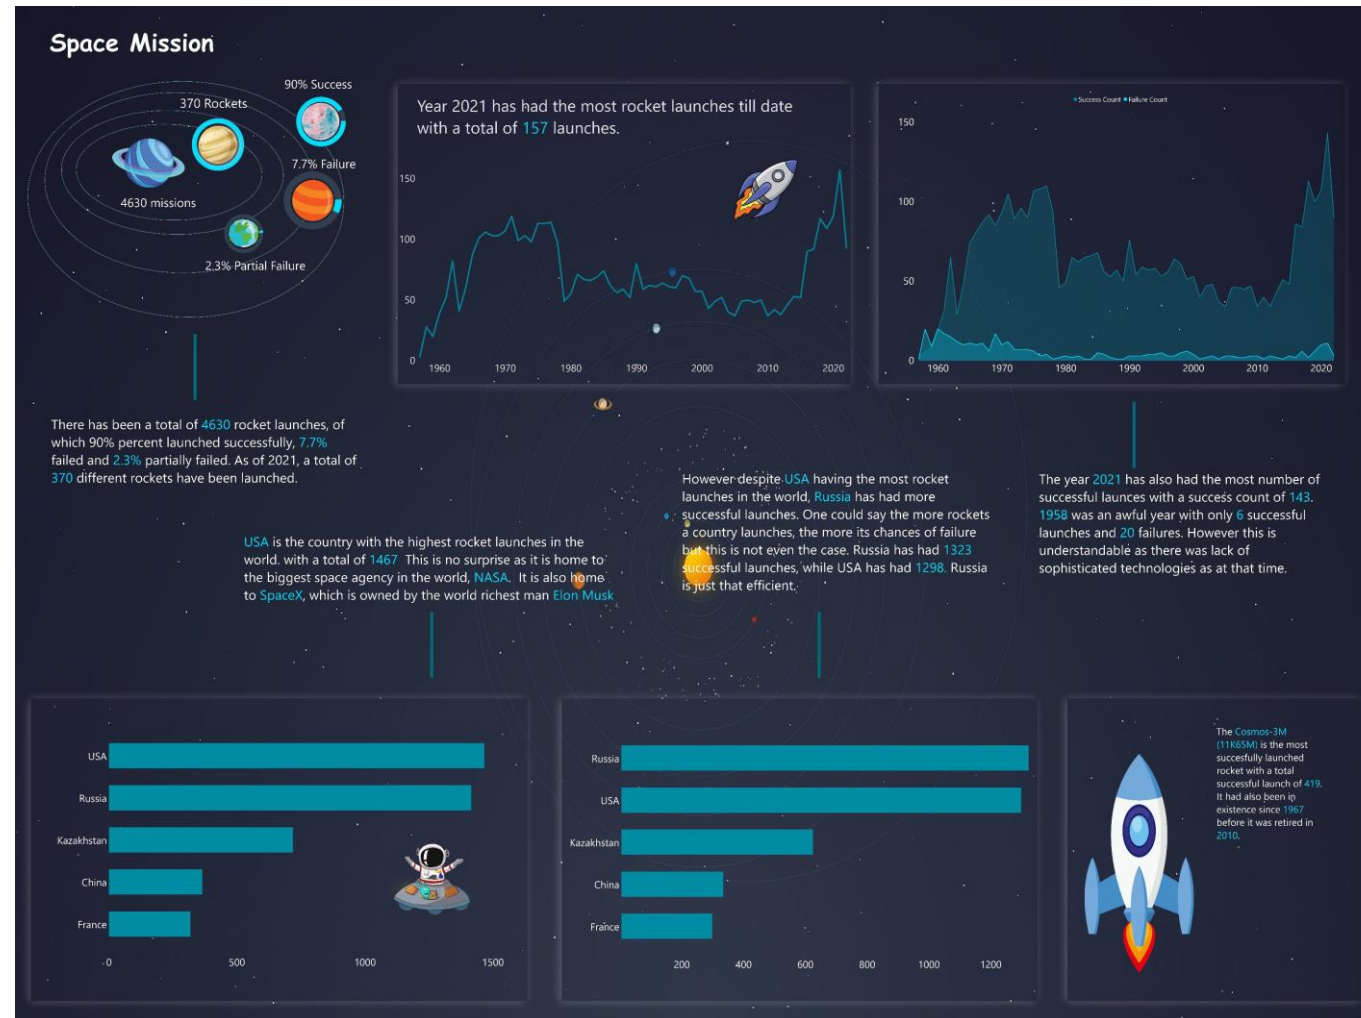 Space Mission
90% Success
370 Rockets
7.7% Failure
4630 missions
2.3% Partial Failure
Year 2021 has had the most rocket launches till date
with a total of 157 launches.
150
100
50
0
1960 1970 1980 1990 2000 2010 2020
Success Count Failure Count
150
100
50
0
1960 1970 1980 1990 2000 2010 2020
There has been a total of 4630 rocket launches, of
which 90% percent launched successfully, 7.7%
failed and 2.3% partially failed. As of 2021, a total of
370 different rockets have been launched.
USA is the country with the highest rocket launches in the
world. with a total of 1467 This is no surprise as it is home to
the biggest space agency in the world, NASA. It is also home
to SpaceX, which is owned by the world richest man Elon Musk
However despite USA having the most rocket
launches in the world, Russia has had more
successful launches. One could say the more rockets
a country launches, the more its chances of failure
but this is not even the case. Russia has had 1323
successful launches, while USA has had 1298. Russia
is just that efficient.
The year 2021 has also had the most number of
successful launces with a success count of 143.
1958 was an awful year with only 6 successful
launches and 20 failures. However this is
understandable as there was lack of
sophisticated technologies as at that time.
USA
Russia
Kazakhstan
China
France
0 500 1000 1500
Russia
USA
Kazakhstan
China
France
200 400 600 800 1000 1200
The Cosmos-3M
(11K65M) is the most
succesfully launched
rocket with a total
successful launch of 419.
It had also been in
existence since 1967
before it was retired in
2010.